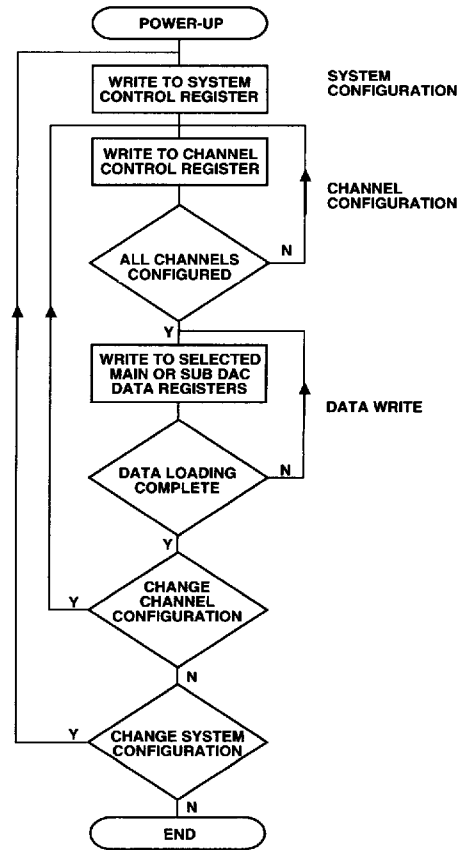 POWER-UP
WRITE TO SYSTEM
CONTROL REGISTER
SYSTEM
CONFIGURATION
WRITE TO CHANNEL
CONTROL REGISTER
CHANNEL
CONFIGURATION
N
ALL CHANNELS
CONFIGURED
Y
WRITE TO SELECTED
MAIN OR SUB DAC
DATA REGISTERS
DATA WRITE
DATA LOADING
COMPLETE
N
Y
CHANGE
CHANNEL
CONFIGURATION
Y
N
CHANGE SYSTEM
CONFIGURATION
Y
N
END